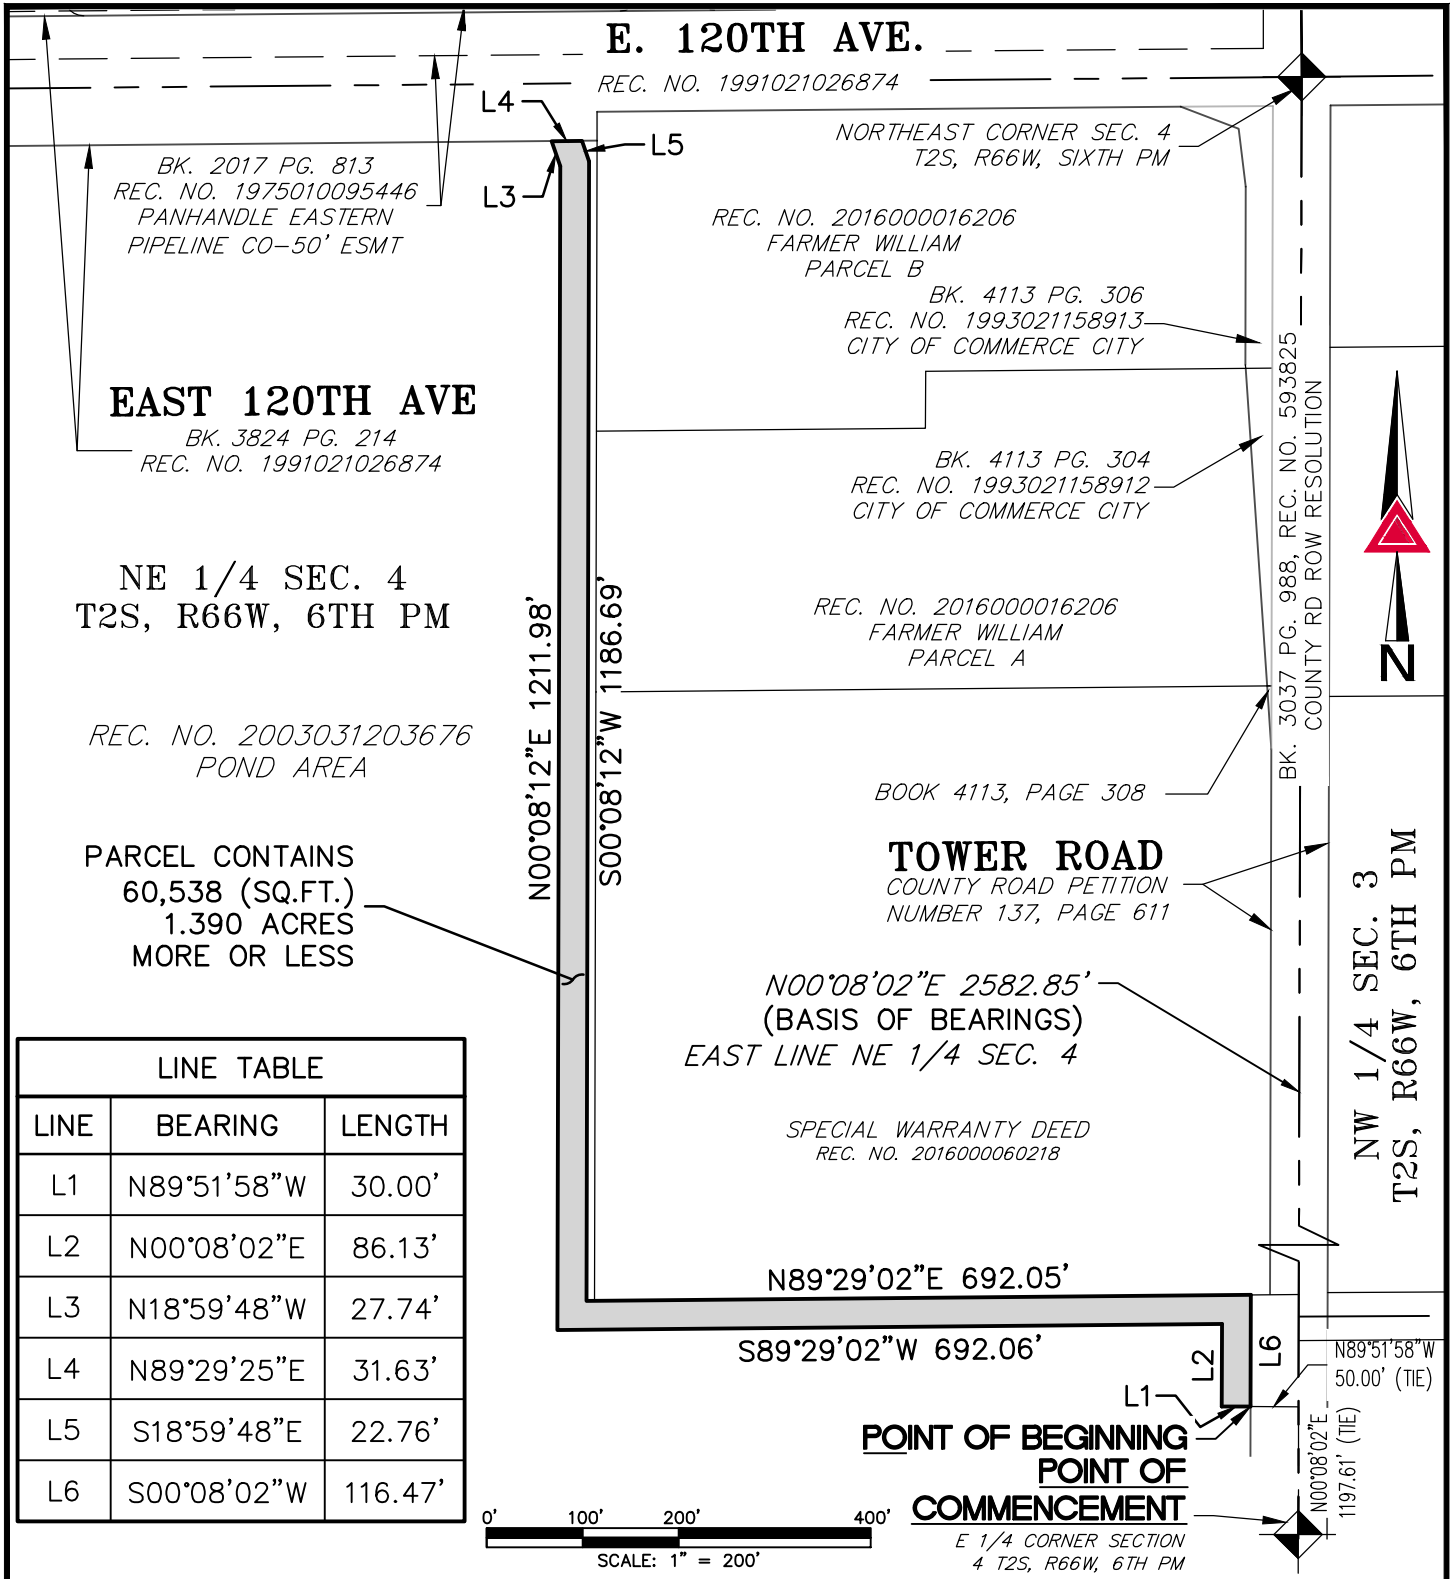 E. 120TH AVE.
REC. NO. 1991021026874
L4
L5
L3
BK. 2017 PG. 813
REC. NO. 1975010095446
PANHANDLE EASTERN
PIPELINE CO-50' ESMT
NORTHEAST CORNER SEC. 4
T2S, R66W, SIXTH PM
REC. NO. 2016000016206
FARMER WILLIAM
PARCEL B
BK. 4113 PG. 306
REC. NO. 1993021158913
CITY OF COMMERCE CITY
EAST 120TH AVE
BK. 3824 PG. 214
REC. NO. 1991021026874
BK. 4113 PG. 304
REC. NO. 1993021158912
CITY OF COMMERCE CITY
BK. 3037 PG. 988, REC. NO. 593825
COUNTY RD ROW RESOLUTION
N
NE 1/4 SEC. 4
T2S, R66W, 6TH PM
REC. NO. 2016000016206
FARMER WILLIAM
PARCEL A
N00°08'12"E 1211.98'
S00°08'12"W 1186.69'
REC. NO. 2003031203676
POND AREA
BOOK 4113, PAGE 308
PARCEL CONTAINS
60,538 (SQ.FT.)
1.390 ACRES
MORE OR LESS
TOWER ROAD
COUNTY ROAD PETITION
NUMBER 137, PAGE 611
NW 1/4 SEC. 3
T2S, R66W, 6TH PM
N00°08'02"E 2582.85'
(BASIS OF BEARINGS)
EAST LINE NE 1/4 SEC. 4
SPECIAL WARRANTY DEED
REC. NO. 2016000060218
LINE TABLE
LINE BEARING LENGTH
L1 N89°51'58"W 30.00'
L2 N00°08'02"E 86.13'
L3 N18°59'48"W 27.74'
L4 N89°29'25"E 31.63'
L5 S18°59'48"E 22.76'
L6 S00°08'02"W 116.47'
N89°29'02"E 692.05'
S89°29'02"W 692.06'
L2
L6
L1
N89°51'58"W
50.00' (TIE)
N00°08'02"E
1197.61' (TIE)
POINT OF BEGINNING
POINT OF
COMMENCEMENT
E 1/4 CORNER SECTION
4 T2S, R66W, 6TH PM
0' 100' 200' 400'
SCALE: 1" = 200'